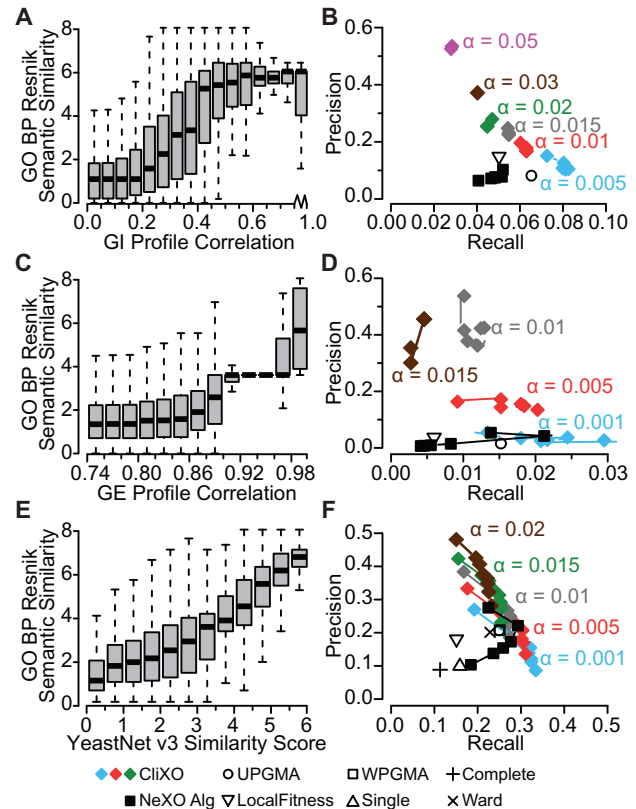 A
GO BP Resnik
Semantic Similarity
8
6
4
2
0
0.0 0.2 0.4 0.6 1.0
GI Profile Correlation
B
Precision
0.6
0.4
0.2
0.0
α = 0.05
α = 0.03
α = 0.02
α = 0.015
α = 0.01
α = 0.005
0.00 0.02 0.04 0.06 0.08 0.10
Recall
C
GO BP Resnik
Semantic Similarity
8
6
4
2
0
0.74 0.80 0.86 0.92 0.98
GE Profile Correlation
D
Precision
0.6
0.4
0.2
0.0
α = 0.01
α = 0.015
α = 0.005
α = 0.001
0.00 0.01 0.02 0.03
Recall
E
GO BP Resnik
Semantic Similarity
8
6
4
2
0
0 1 2 3 4 5 6
YeastNet v3 Similarity Score
F
Precision
0.5
0.4
0.3
0.2
0.1
0.0
α = 0.02
α = 0.015
α = 0.01
α = 0.005
α = 0.001
0.0 0.1 0.2 0.3 0.4 0.5
Recall
CliXO UPGMA WPGMA Complete
NeXO Alg LocalFitness Single Ward